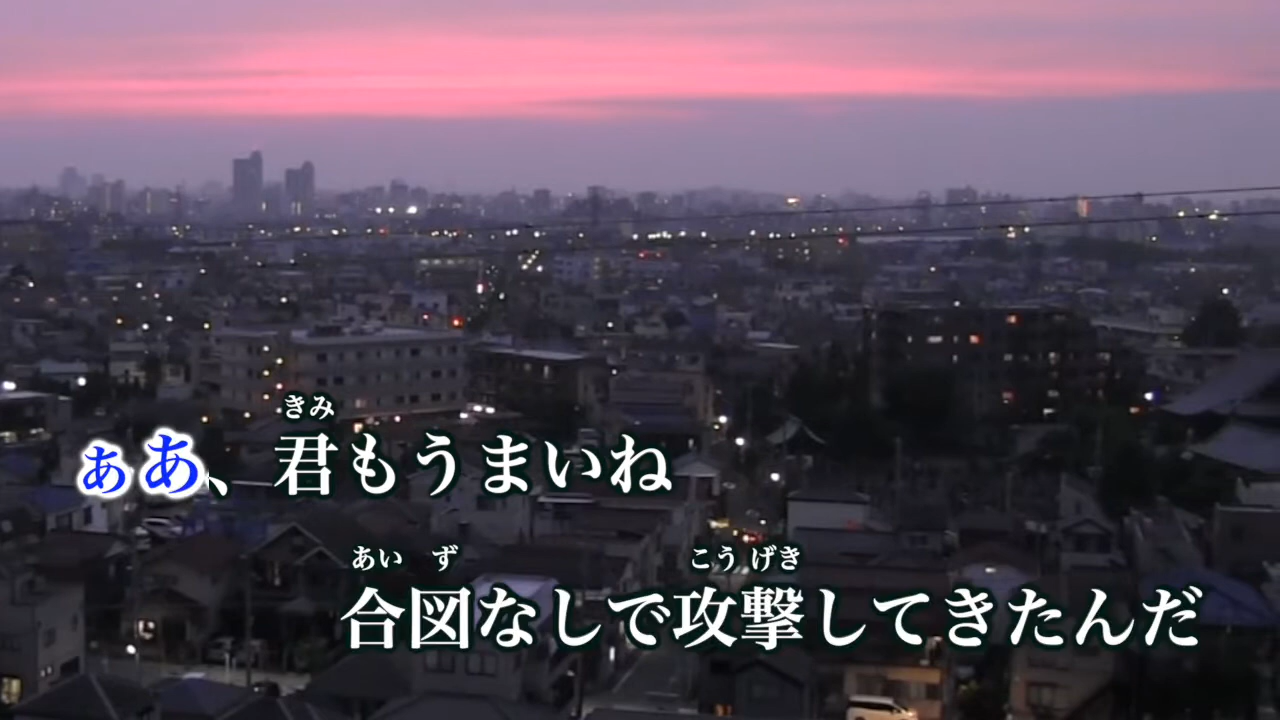 きみ
ぁあ、君もうまいね
あいず こうげき
合図なしで攻撃してきたんだ